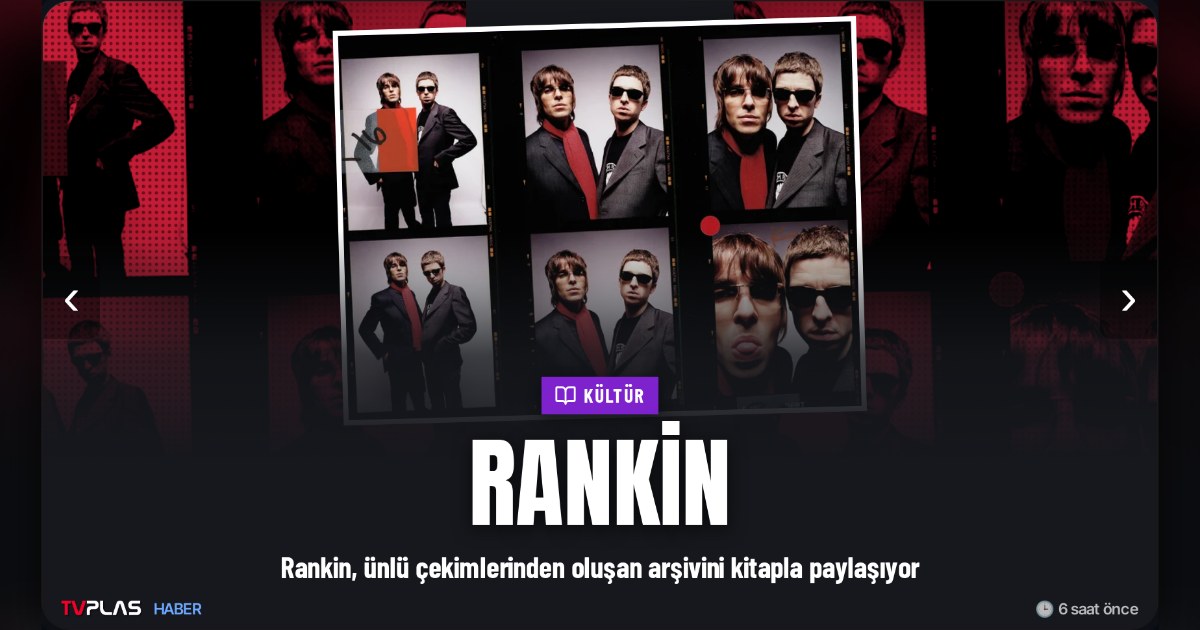 KÜLTÜR
RANKİN
Rankin, ünlü çekimlerinden oluşan arşivini kitapla paylaşıyor
TVPLAS HABER
6 saat önce